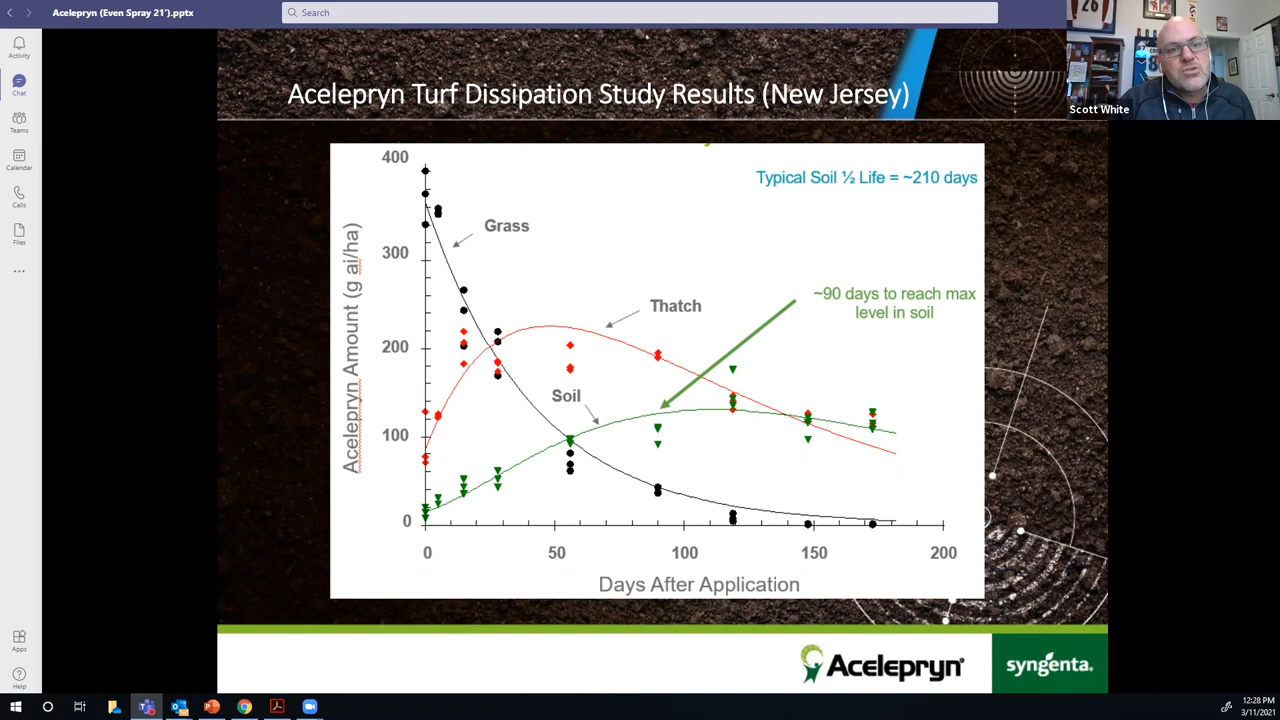 Acelepryn (Even Spray 21').pptx
Search
Activity
Chat
Teams
Calendar
Calls
Files
Apps
Help
26
Scott White
Acelepryn Turf Dissipation Study Results (New Jersey)
Typical Soil ½ Life = ~210 days
Acelepryn Amount (g ai/ha)
400
300
200
100
0
Grass
Thatch
Soil
~90 days to reach max
level in soil
0 50 100 150 200
Days After Application
Acelepryn®
syngenta.
12:28 PM
3/11/2021